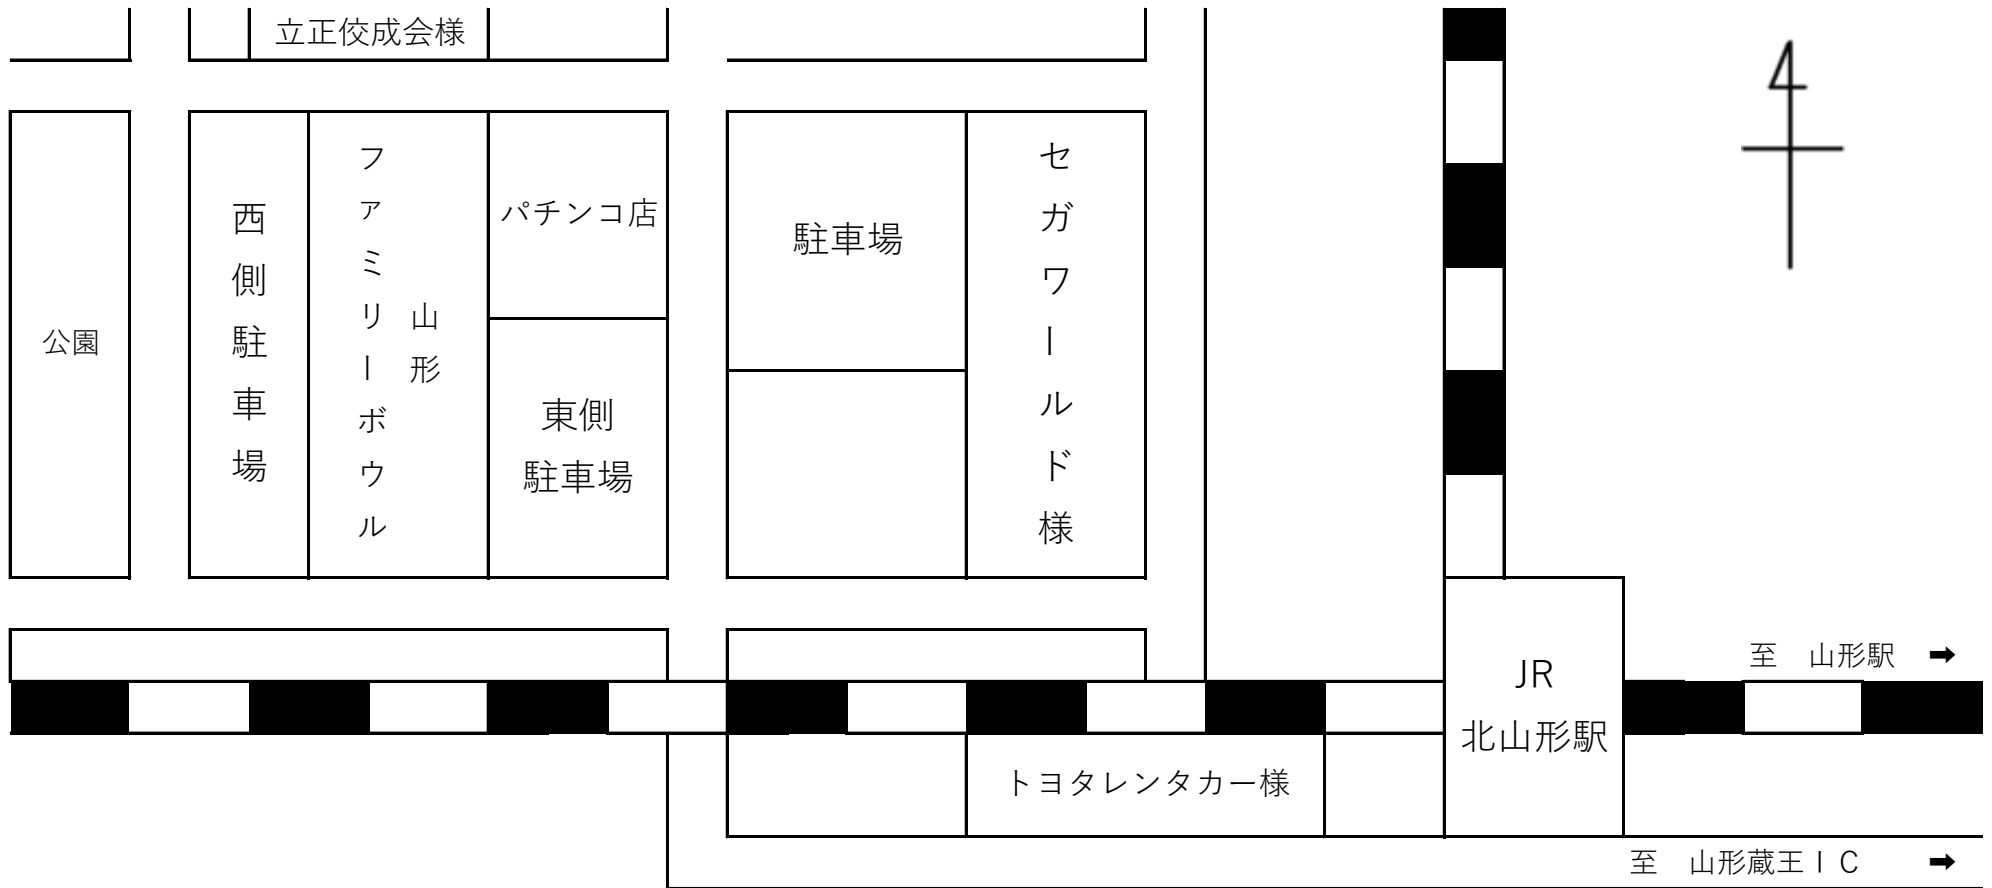 立正佼成会様
公園
西側駐車場
山形
ファミリーボウル
パチンコ店
東側
駐車場
駐車場
セガワールド様
JR
北山形駅
至　山形駅　➡
トヨタレンタカー様
至　山形蔵王ＩＣ　➡